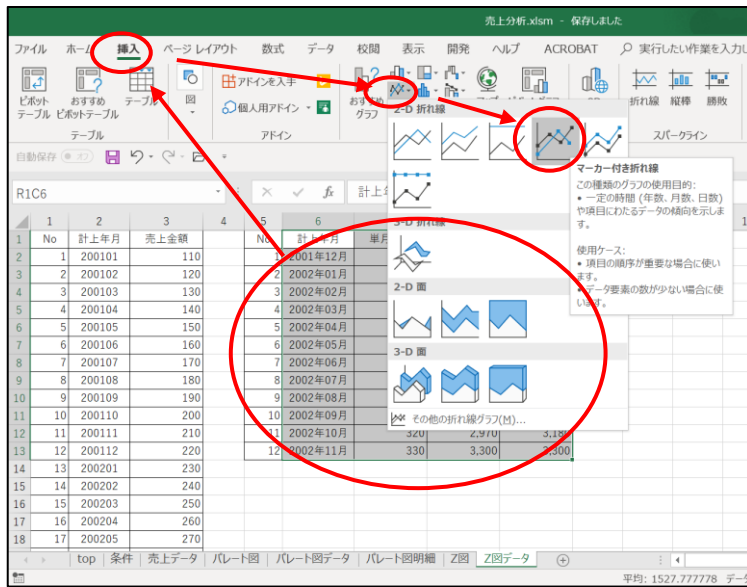 売上分析.xlsm - 保存しました
ファイル ホーム 挿入 ページ レイアウト 数式 データ 校閲 表示 開発 ヘルプ ACROBAT 実行したい作業を入力し
ピボット テーブル
おすすめ ピボットテーブル
テーブル
図
アドインを入手
個人用アドイン
おすすめ グラフ
折れ線 縦棒 勝敗
テーブル アドイン スパークライン
自動保存 オフ
R1C6 fx 計上年
2-D 折れ線
マーカー付き折れ線
この種類のグラフの使用目的:
• 一定の時間 (年数、月数、日数)
や項目にわたるデータの傾向を示しま
す。
使用ケース:
• 項目の順序が重要な場合に使い
ます。
• データ要素の数が少ない場合に使
います。
3-D 折れ線
2-D 面
3-D 面
その他の折れ線グラフ(M)...
1 2 3 4 5 6
1 No 計上年月 売上金額 No 計上年月 単月
2 1 200101 110 1 2001年12月
3 2 200102 120 2 2002年01月
4 3 200103 130 3 2002年02月
5 4 200104 140 4 2002年03月
6 5 200105 150 5 2002年04月
7 6 200106 160 6 2002年05月
8 7 200107 170 7 2002年06月
9 8 200108 180 8 2002年07月
10 9 200109 190 9 2002年08月
11 10 200110 200 10 2002年09月
12 11 200111 210 11 2002年10月 320 2,970 3,180
13 12 200112 220 12 2002年11月 330 3,300 3,300
14 13 200201 230
15 14 200202 240
16 15 200203 250
17 16 200204 260
18 17 200205 270
top 条件 売上データ パレート図 パレート図データ パレート図明細 Z図 Z図データ
平均: 1527.777778 デー